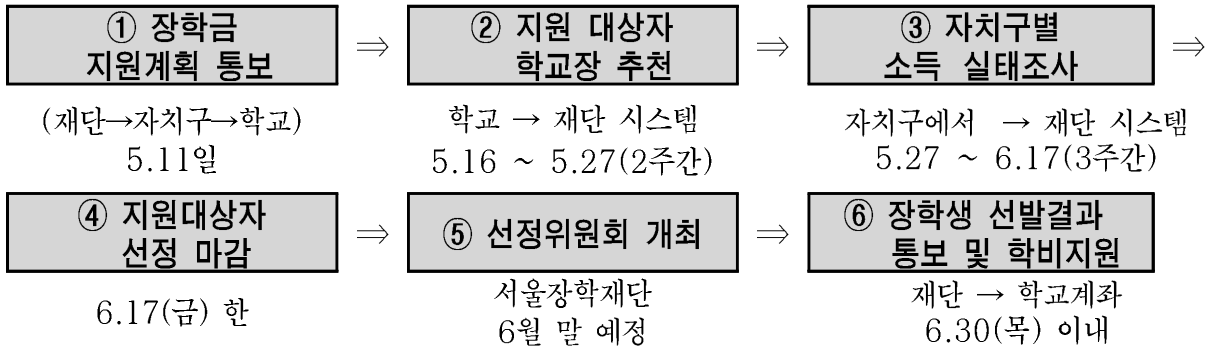 ① 장학금
지원계획 통보
⇒
② 지원 대상자
학교장 추천
⇒
③ 자치구별
소득 실태조사
⇒
(재단→자치구→학교)
5.11일
학교 → 재단 시스템
5.16 ~ 5.27(2주간)
자치구에서 → 재단 시스템
5.27 ~ 6.17(3주간)
④ 지원대상자
선정 마감
⇒
⑤ 선정위원회 개최
⇒
⑥ 장학생 선발결과
통보 및 학비지원
6.17(금) 한
서울장학재단
6월 말 예정
재단 → 학교계좌
6.30(목) 이내